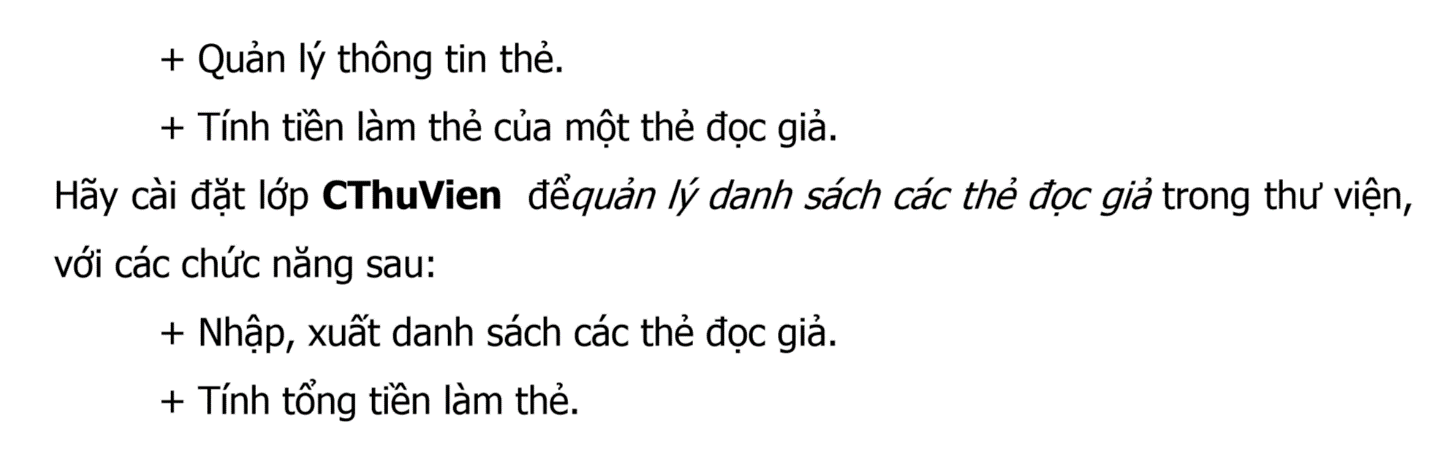 + Quản lý thông tin thẻ.
+ Tính tiền làm thẻ của một thẻ đọc giả.
Hãy cài đặt lớp CThuVien đểquản lý danh sách các thẻ đọc giả trong thư viện,
với các chức năng sau:
+ Nhập, xuất danh sách các thẻ đọc giả.
+ Tính tổng tiền làm thẻ.